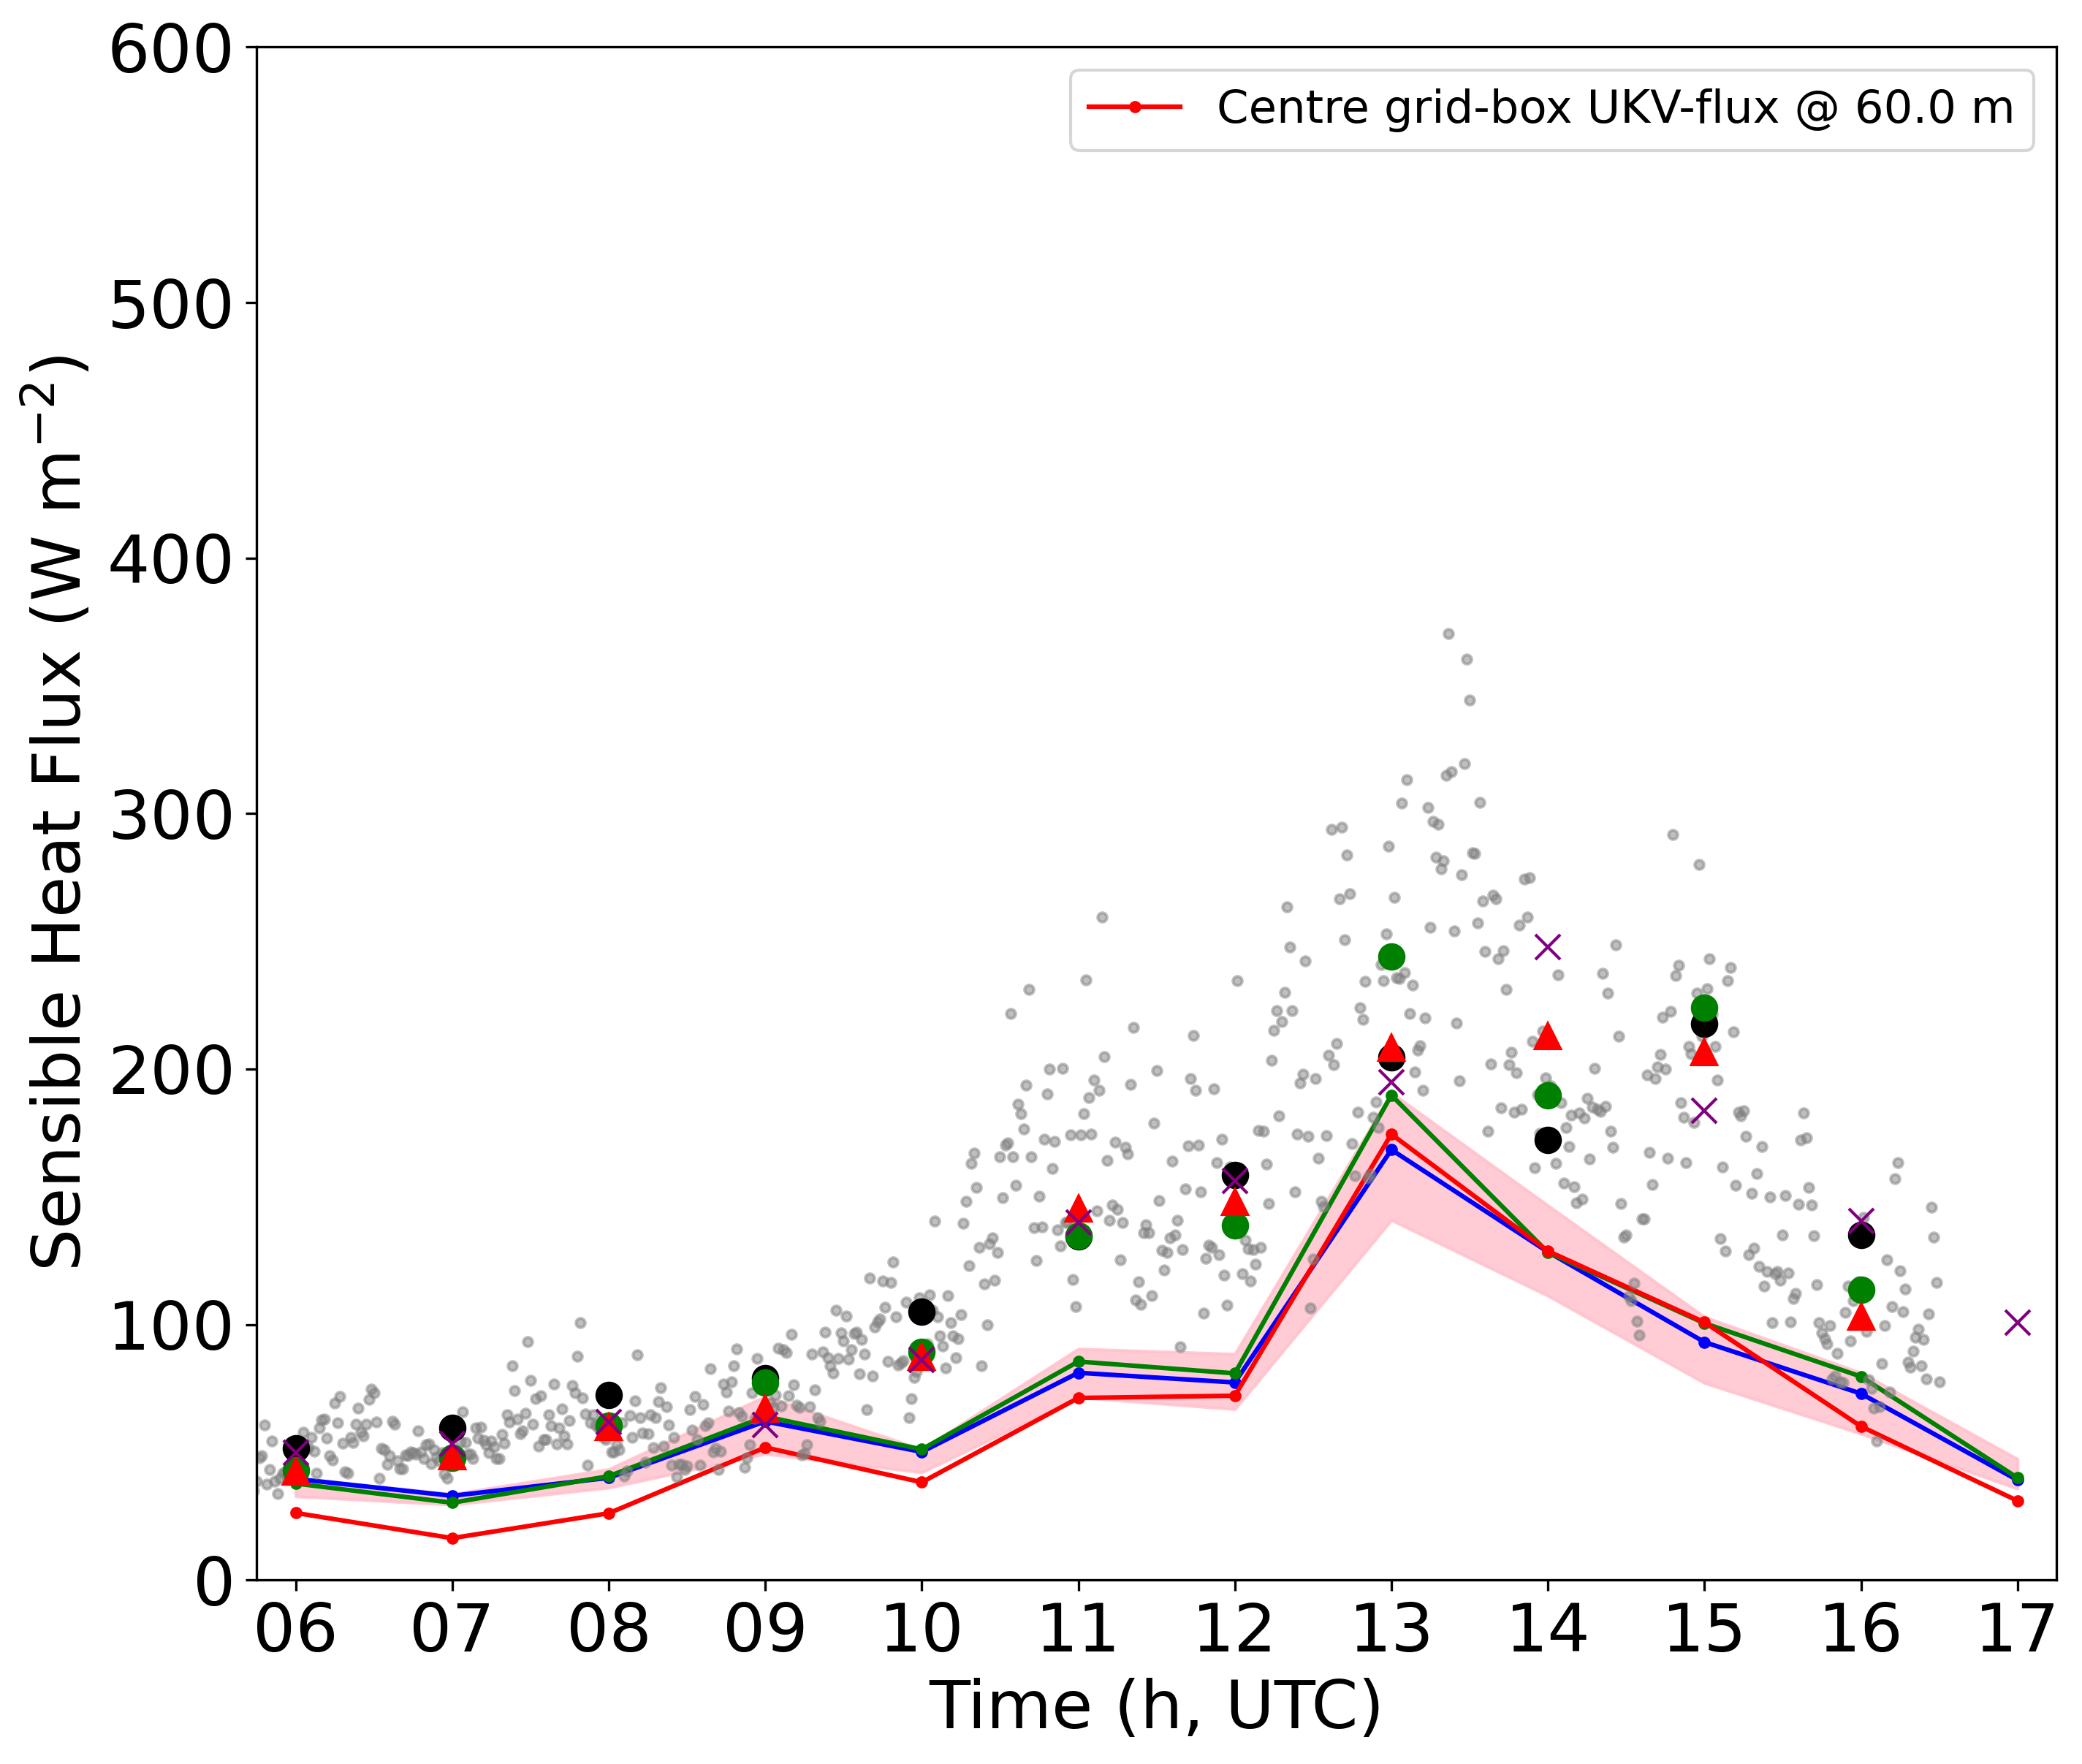 600
Centre grid-box UKV-flux @ 60.0 m
500
400
300
200
100
0
Sensible Heat Flux (W m⁻²)
06 07 08 09 10 11 12 13 14 15 16 17
Time (h, UTC)